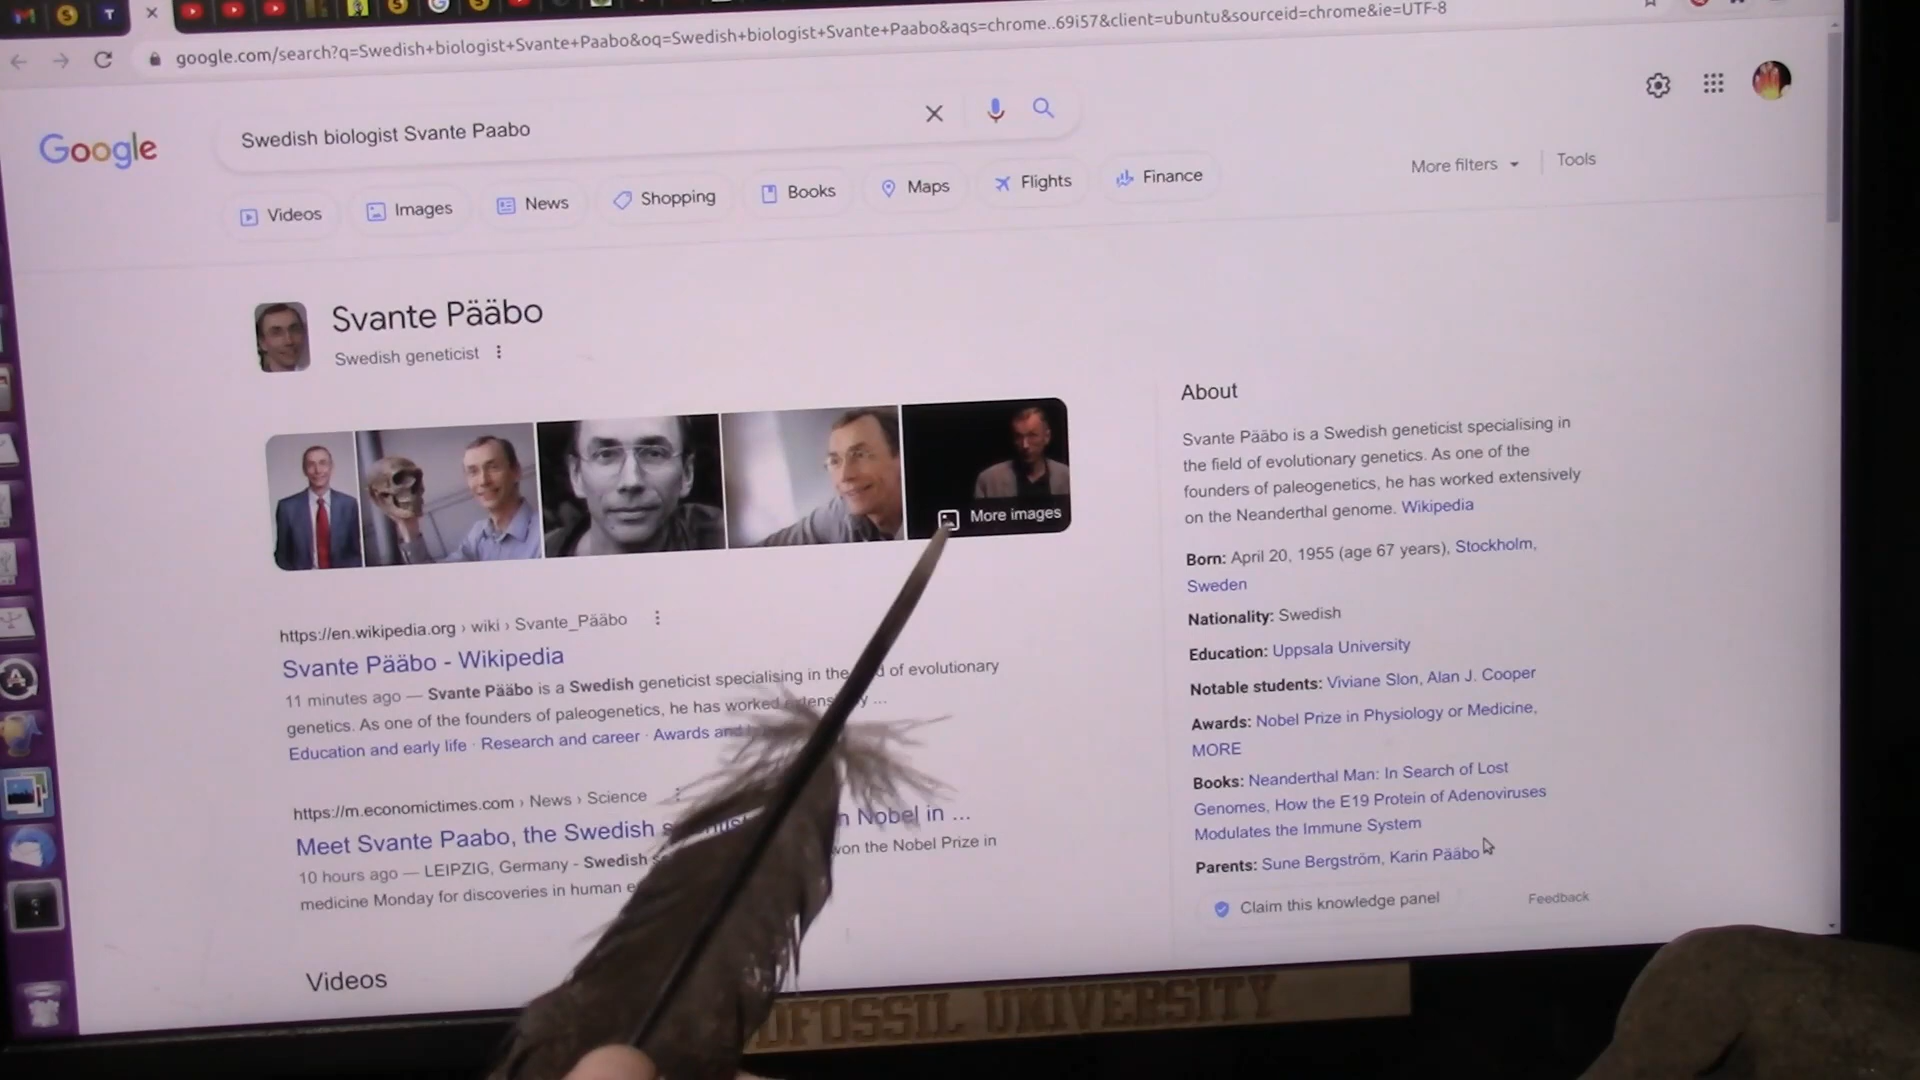 google.com/search?q=Swedish+biologist+Svante+Paabo&oq=Swedish+biologist+Svante+Paabo&aqs=chrome..69i57&client=ubuntu&sourceid=chrome&ie=UTF-8
Google
Swedish biologist Svante Paabo
Videos
Images
News
Shopping
Books
Maps
Flights
Finance
More filters
Tools
Svante Pääbo
Swedish geneticist
More images
https://en.wikipedia.org › wiki › Svante_Pääbo
Svante Pääbo - Wikipedia
11 minutes ago — Svante Pääbo is a Swedish geneticist specialising in the of evolutionary
genetics. As one of the founders of paleogenetics, he has worked ...
Education and early life · Research and career · Awards and
https://m.economictimes.com › News › Science
Meet Svante Paabo, the Swedish Nobel in ...
10 hours ago — LEIPZIG, Germany - Swedish won the Nobel Prize in
medicine Monday for discoveries in human
Videos
About
Svante Pääbo is a Swedish geneticist specialising in
the field of evolutionary genetics. As one of the
founders of paleogenetics, he has worked extensively
on the Neanderthal genome. Wikipedia
Born: April 20, 1955 (age 67 years), Stockholm,
Sweden
Nationality: Swedish
Education: Uppsala University
Notable students: Viviane Slon, Alan J. Cooper
Awards: Nobel Prize in Physiology or Medicine,
MORE
Books: Neanderthal Man: In Search of Lost
Genomes, How the E19 Protein of Adenoviruses
Modulates the Immune System
Parents: Sune Bergström, Karin Pääbo
Claim this knowledge panel
Feedback
UNIVERSITY